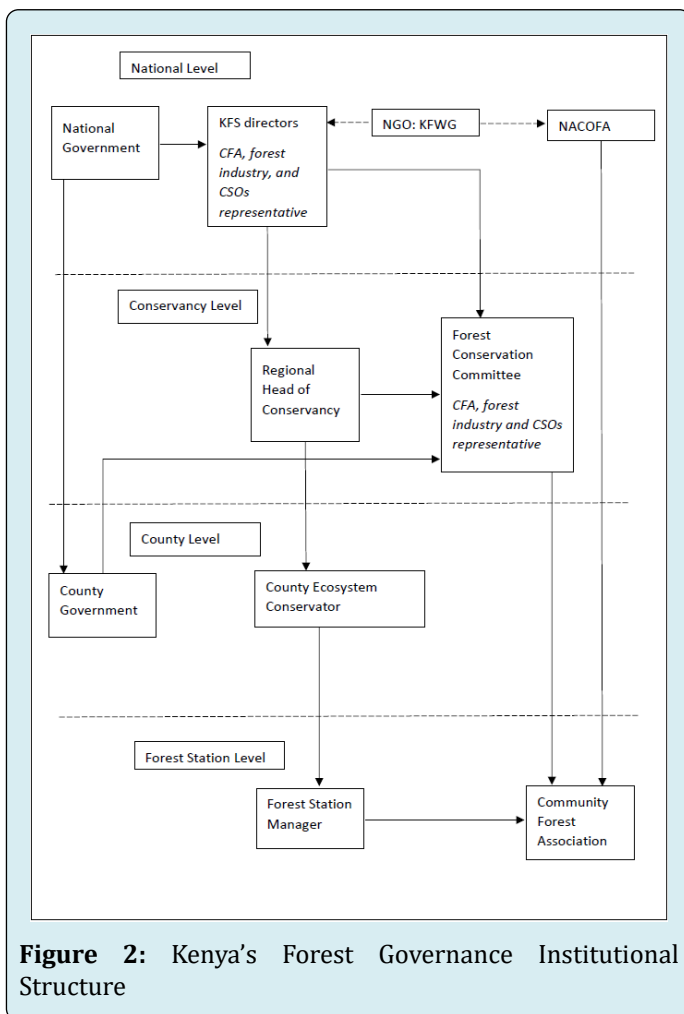 National Level
National
Government
KFS directors
CFA, forest
industry, and
CSOs
representative
NGO: KFWG
NACOFA
Conservancy Level
Regional
Head of
Conservancy
Forest
Conservation
Committee
CFA, forest
industry and CSOs
representative
County Level
County
Government
County Ecosystem
Conservator
Forest Station Level
Forest Station
Manager
Community
Forest
Association
Figure 2: Kenya’s Forest Governance Institutional
Structure